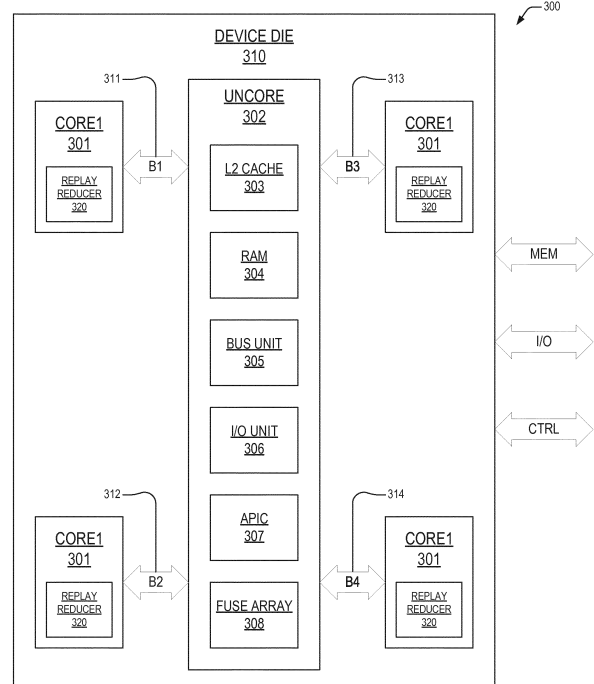 300
DEVICE DIE
310
311
313
UNCORE
302
CORE1
301
REPLAY
REDUCER
320
B1
B3
CORE1
301
REPLAY
REDUCER
320
L2 CACHE
303
RAM
304
MEM
BUS UNIT
305
I/O
I/O UNIT
306
CTRL
312
314
APIC
307
CORE1
301
REPLAY
REDUCER
320
B2
B4
CORE1
301
REPLAY
REDUCER
320
FUSE ARRAY
308